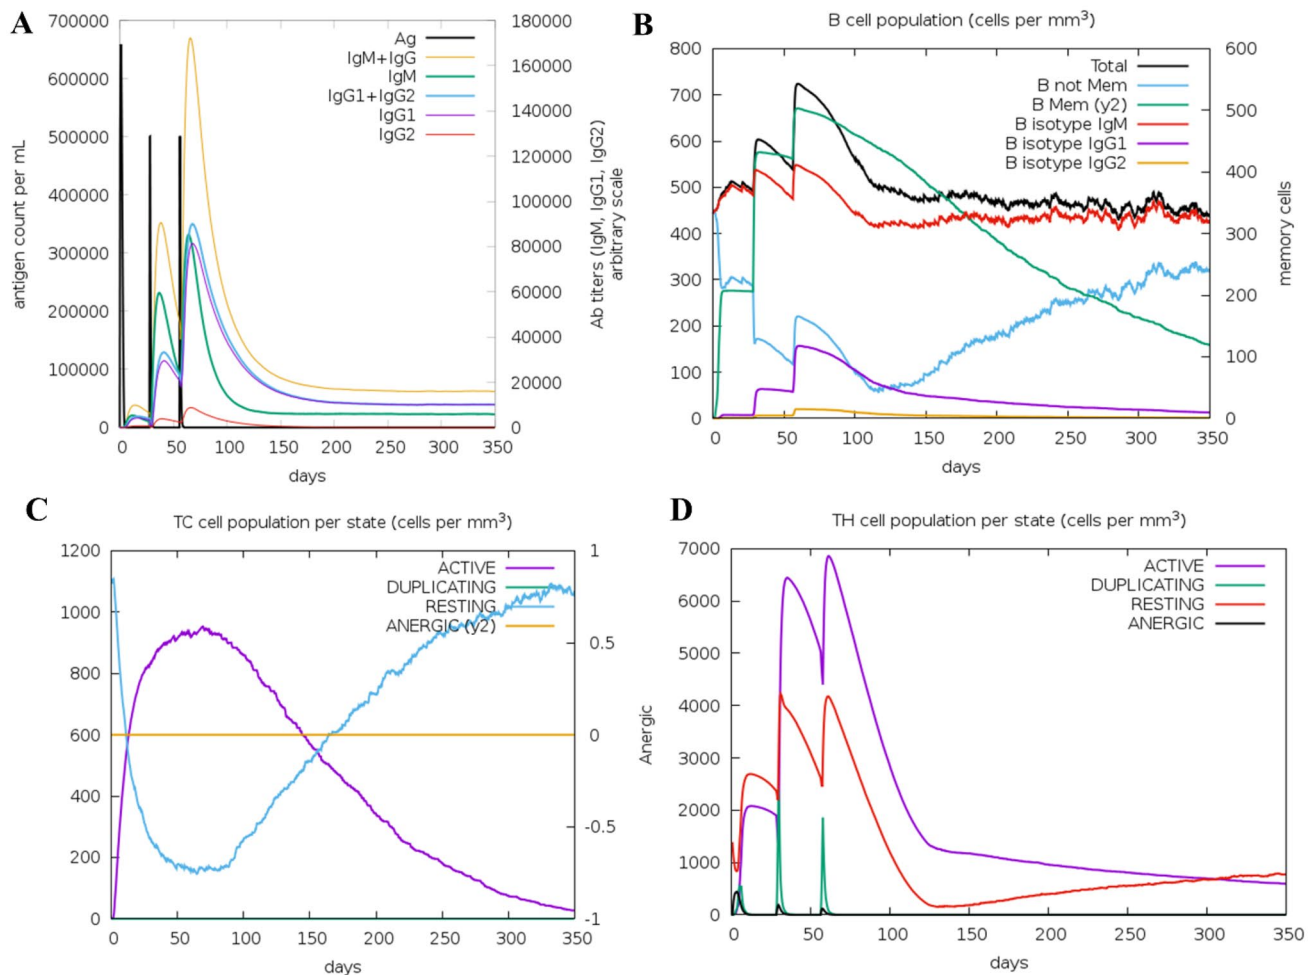 A
700000
600000
500000
400000
300000
200000
100000
0
antigen count per mL
180000
160000
140000
120000
100000
80000
60000
40000
20000
0
Ab titers (IgM, IgG1, IgG2)
arbitrary scale
Ag
IgM+IgG
IgM
IgG1+IgG2
IgG1
IgG2
0 50 100 150 200 250 300 350
days
B
B cell population (cells per mm³)
800
700
600
500
400
300
200
100
0
600
500
400
300
200
100
0
memory cells
Total
B not Mem
B Mem (y2)
B isotype IgM
B isotype IgG1
B isotype IgG2
0 50 100 150 200 250 300 350
days
C
TC cell population per state (cells per mm³)
1200
1000
800
600
400
200
0
1
0.5
0
-0.5
-1
ACTIVE
DUPLICATING
RESTING
ANERGIC (y2)
0 50 100 150 200 250 300 350
days
D
TH cell population per state (cells per mm³)
7000
6000
5000
4000
3000
2000
1000
0
Anergic
ACTIVE
DUPLICATING
RESTING
ANERGIC
0 50 100 150 200 250 300 350
days